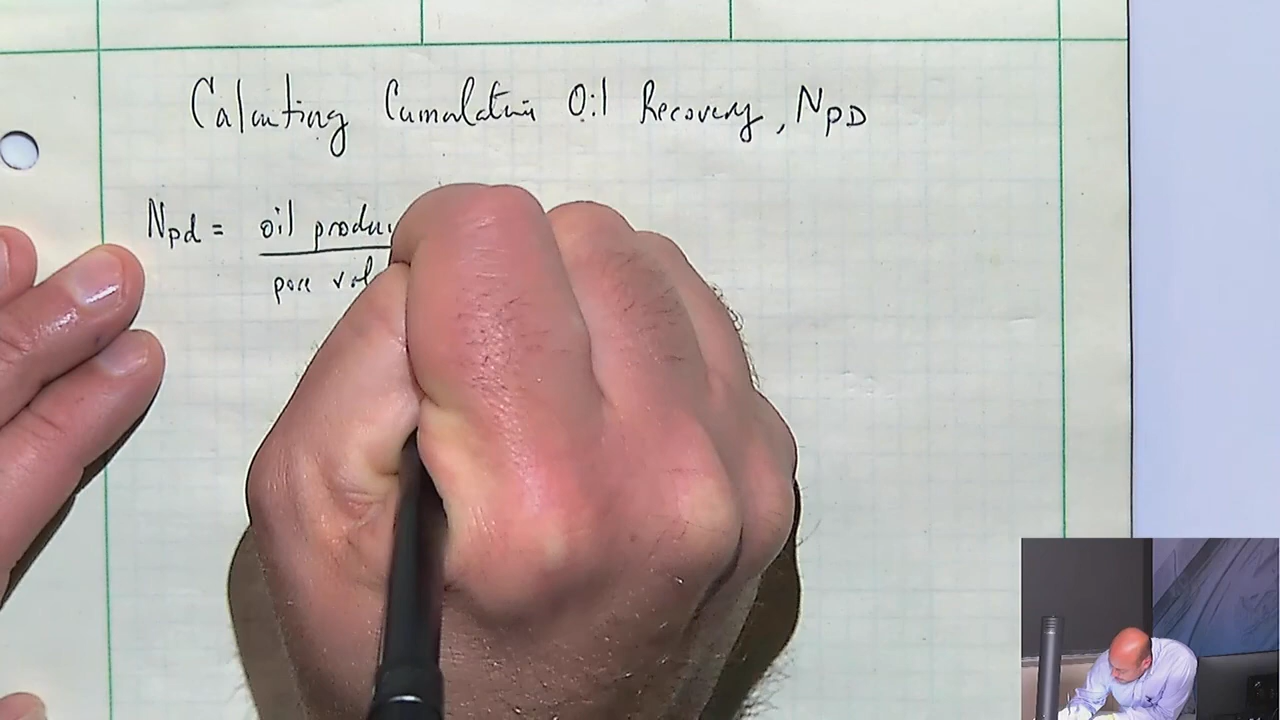 Calculating Cumulative Oil Recovery, NPD
Npd = oil produ
pore vol